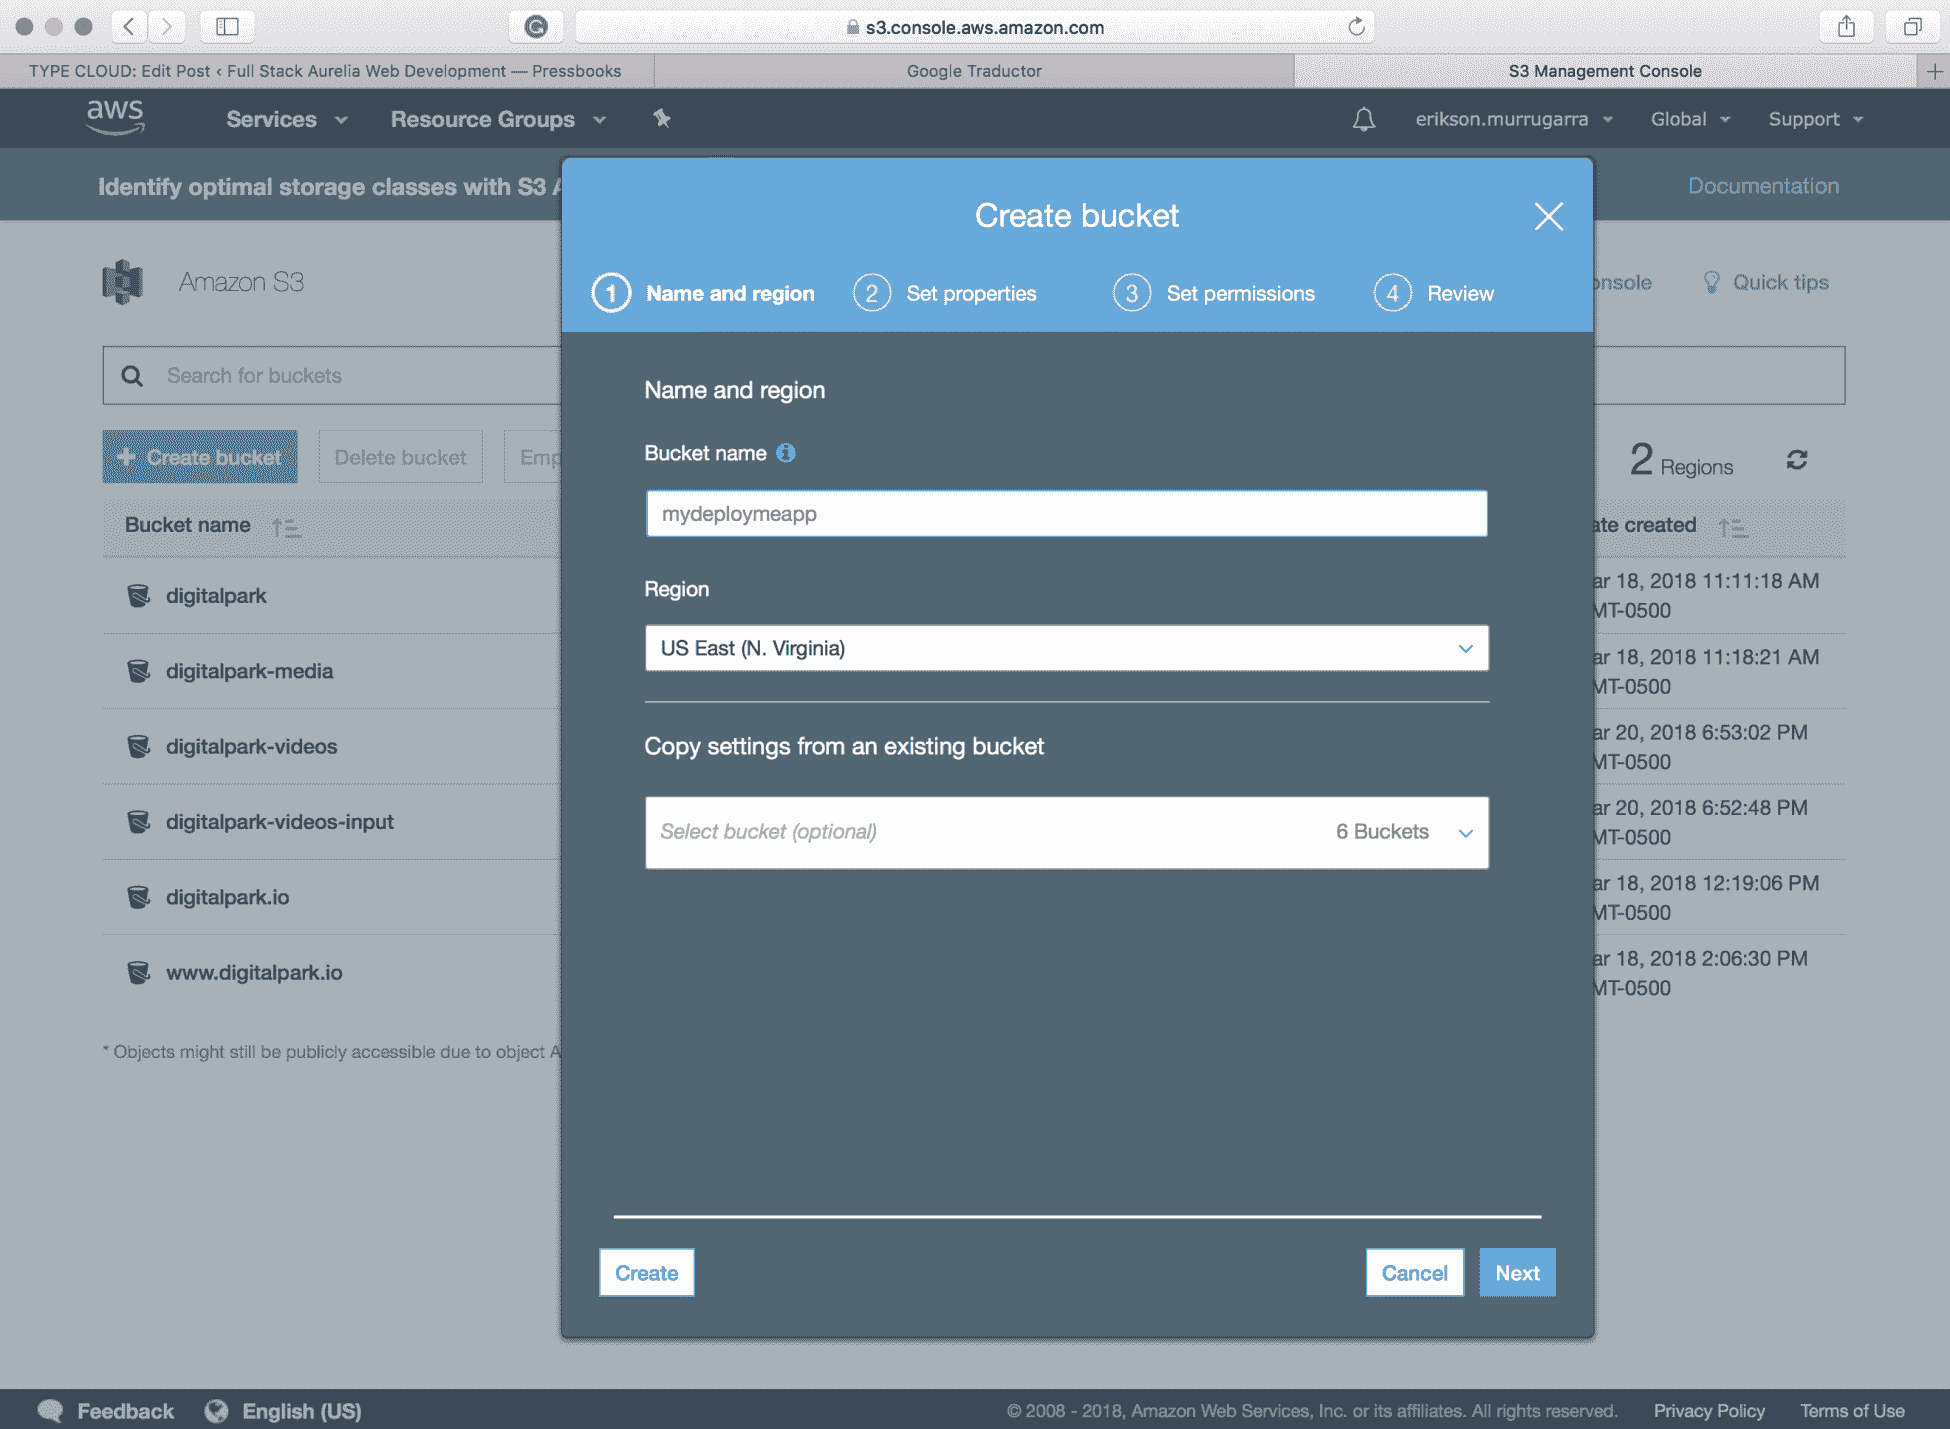 s3.console.aws.amazon.com
TYPE CLOUD: Edit Post ‹ Full Stack Aurelia Web Development — Pressbooks
Google Traductor
S3 Management Console
aws
Services
Resource Groups
erikson.murrugarra
Global
Support
Identify optimal storage classes with S3 A
Documentation
Create bucket
1 Name and region
2 Set properties
3 Set permissions
4 Review
Amazon S3
onsole
Quick tips
Search for buckets
Name and region
Create bucket
Delete bucket
Emp
Bucket name
2 Regions
mydeploymeapp
Bucket name
ate created
Region
US East (N. Virginia)
digitalpark
ar 18, 2018 11:11:18 AM
MT-0500
digitalpark-media
ar 18, 2018 11:18:21 AM
MT-0500
Copy settings from an existing bucket
digitalpark-videos
ar 20, 2018 6:53:02 PM
MT-0500
Select bucket (optional)
6 Buckets
digitalpark-videos-input
ar 20, 2018 6:52:48 PM
MT-0500
digitalpark.io
ar 18, 2018 12:19:06 PM
MT-0500
www.digitalpark.io
ar 18, 2018 2:06:30 PM
MT-0500
* Objects might still be publicly accessible due to object A
Create
Cancel
Next
Feedback
English (US)
© 2008 - 2018, Amazon Web Services, Inc. or its affiliates. All rights reserved.
Privacy Policy
Terms of Use